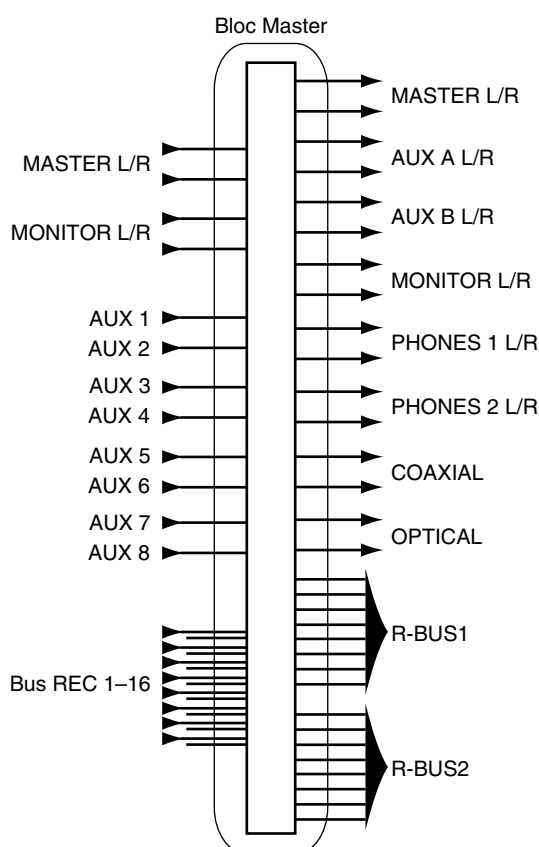 Bloc Master
MASTER L/R
MONITOR L/R
AUX 1
AUX 2
AUX 3
AUX 4
AUX 5
AUX 6
AUX 7
AUX 8
Bus REC 1–16
MASTER L/R
AUX A L/R
AUX B L/R
MONITOR L/R
PHONES 1 L/R
PHONES 2 L/R
COAXIAL
OPTICAL
R-BUS1
R-BUS2